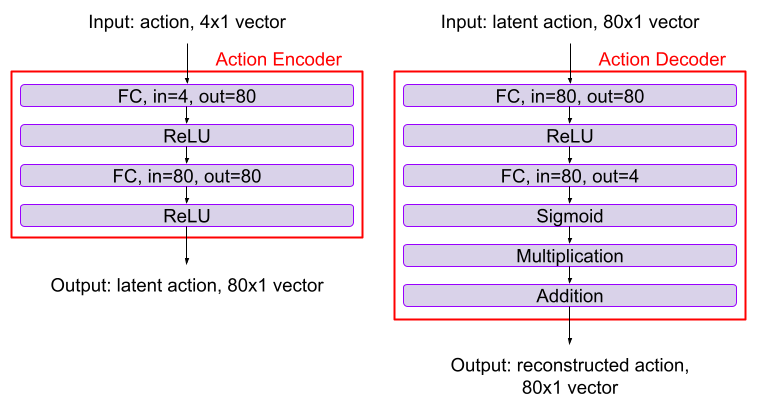 Input: action, 4x1 vector
Action Encoder
FC, in=4, out=80
ReLU
FC, in=80, out=80
ReLU
Output: latent action, 80x1 vector
Input: latent action, 80x1 vector
Action Decoder
FC, in=80, out=80
ReLU
FC, in=80, out=4
Sigmoid
Multiplication
Addition
Output: reconstructed action,
80x1 vector